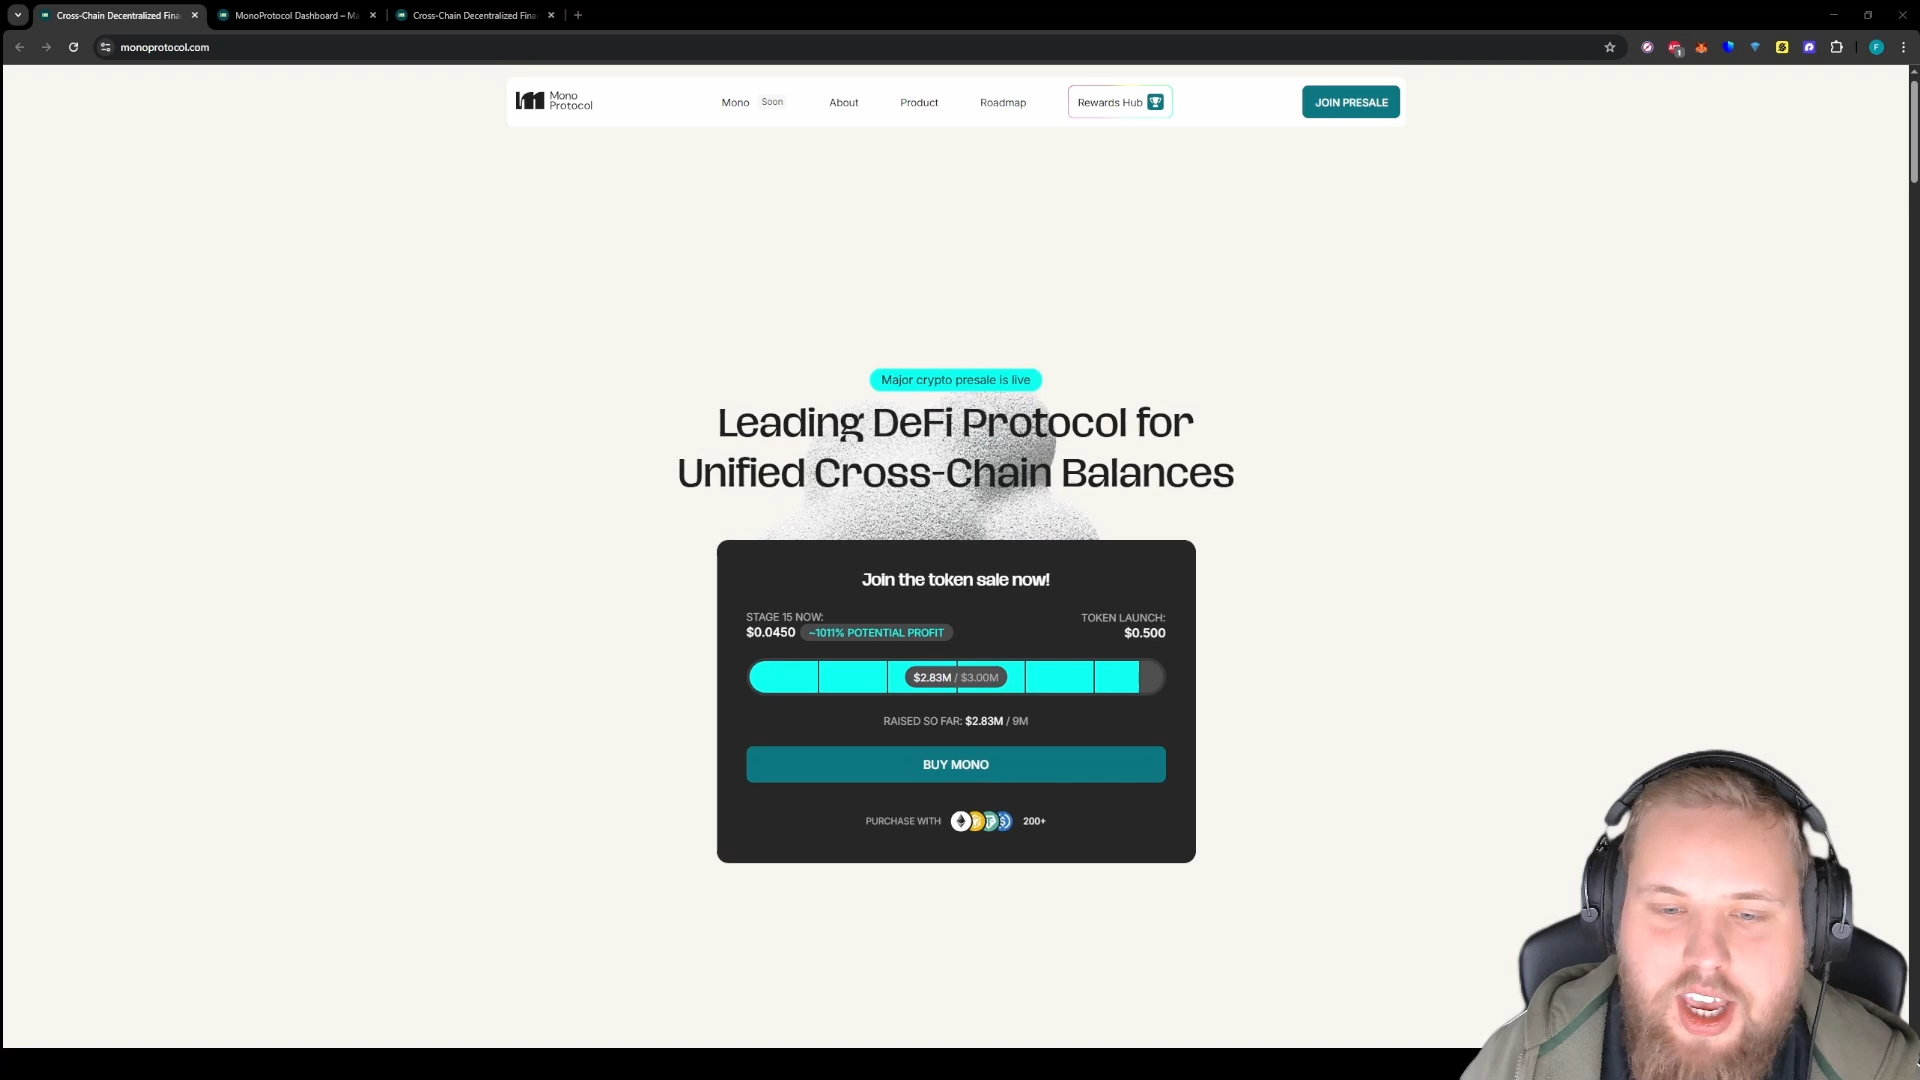 Cross-Chain Decentralized Fina
MonoProtocol Dashboard – Ma
Cross-Chain Decentralized Fina
monoprotocol.com
1
F
Mono
Protocol
Mono
Soon
About
Product
Roadmap
Rewards Hub
JOIN PRESALE
Major crypto presale is live
Leading DeFi Protocol for
Unified Cross-Chain Balances
Join the token sale now!
STAGE 15 NOW:
$0.0450
~1011% POTENTIAL PROFIT
TOKEN LAUNCH:
$0.500
$2.83M / $3.00M
RAISED SO FAR: $2.83M / 9M
BUY MONO
PURCHASE WITH
200+